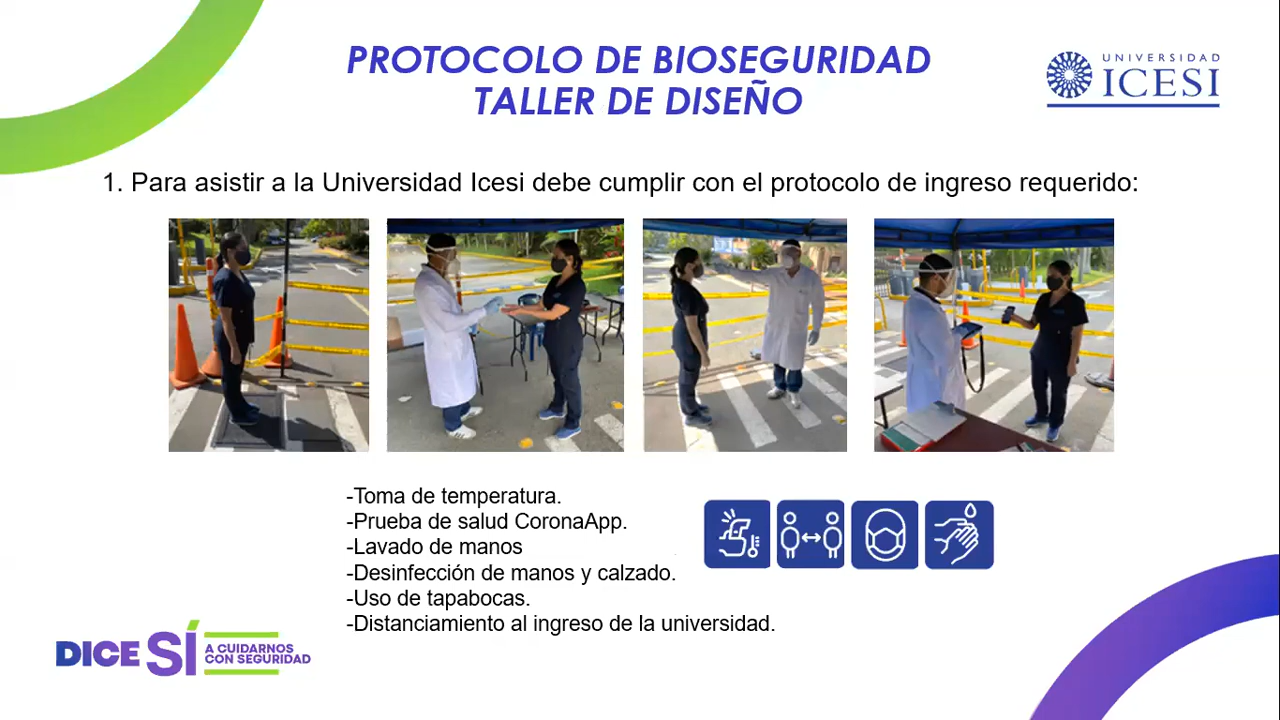 PROTOCOLO DE BIOSEGURIDAD
TALLER DE DISEÑO
UNIVERSIDAD
ICESI
1. Para asistir a la Universidad Icesi debe cumplir con el protocolo de ingreso requerido:
-Toma de temperatura.
-Prueba de salud CoronaApp.
-Lavado de manos
-Desinfección de manos y calzado.
-Uso de tapabocas.
-Distanciamiento al ingreso de la universidad.
DICE SÍ
A CUIDARNOS
CON SEGURIDAD